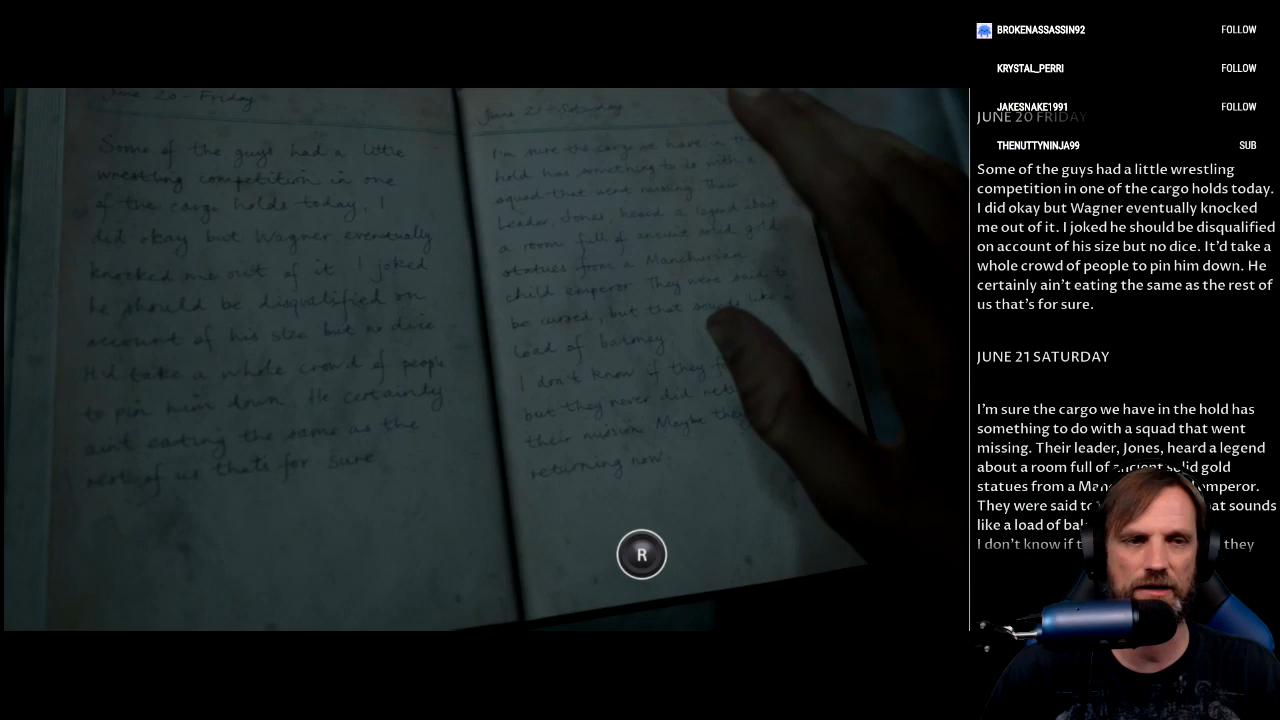 June 20 - Friday
Some of the guys had a little
wrestling competition in one
of the cargo holds today. I
did okay but Wagner eventually
knocked me out of it. I joked
he should be disqualified on
account of his size but no dice
It'd take a whole crowd of people
to pin him down. He certainly
aint eating the same as the
rest of us thats for sure
June 21 - Saturday
I'm sure the cargo we have in the
hold has something to do with a
squad that went missing. Their
leader, Jones, heard a legend about
a room full of ancient solid gold
statues from a Manchurian
child emperor. They were said to
be cursed, but that sounds like a
load of baloney.
I don't know if they
but they never did
their mission. Maybe
returning now.
R
BROKENASSASSIN92 FOLLOW
KRYSTAL_PERRI FOLLOW
JAKESNAKE1991 FOLLOW
JUNE 20 FRIDAY
THENUTTYNINJA99 SUB
Some of the guys had a little wrestling
competition in one of the cargo holds today.
I did okay but Wagner eventually knocked
me out of it. I joked he should be disqualified
on account of his size but no dice. It'd take a
whole crowd of people to pin him down. He
certainly ain't eating the same as the rest of
us that's for sure.
JUNE 21 SATURDAY
I'm sure the cargo we have in the hold has
something to do with a squad that went
missing. Their leader, Jones, heard a legend
about a room full of ancient solid gold
statues from a emperor.
They were said to sounds
like a load of
I don't know if they